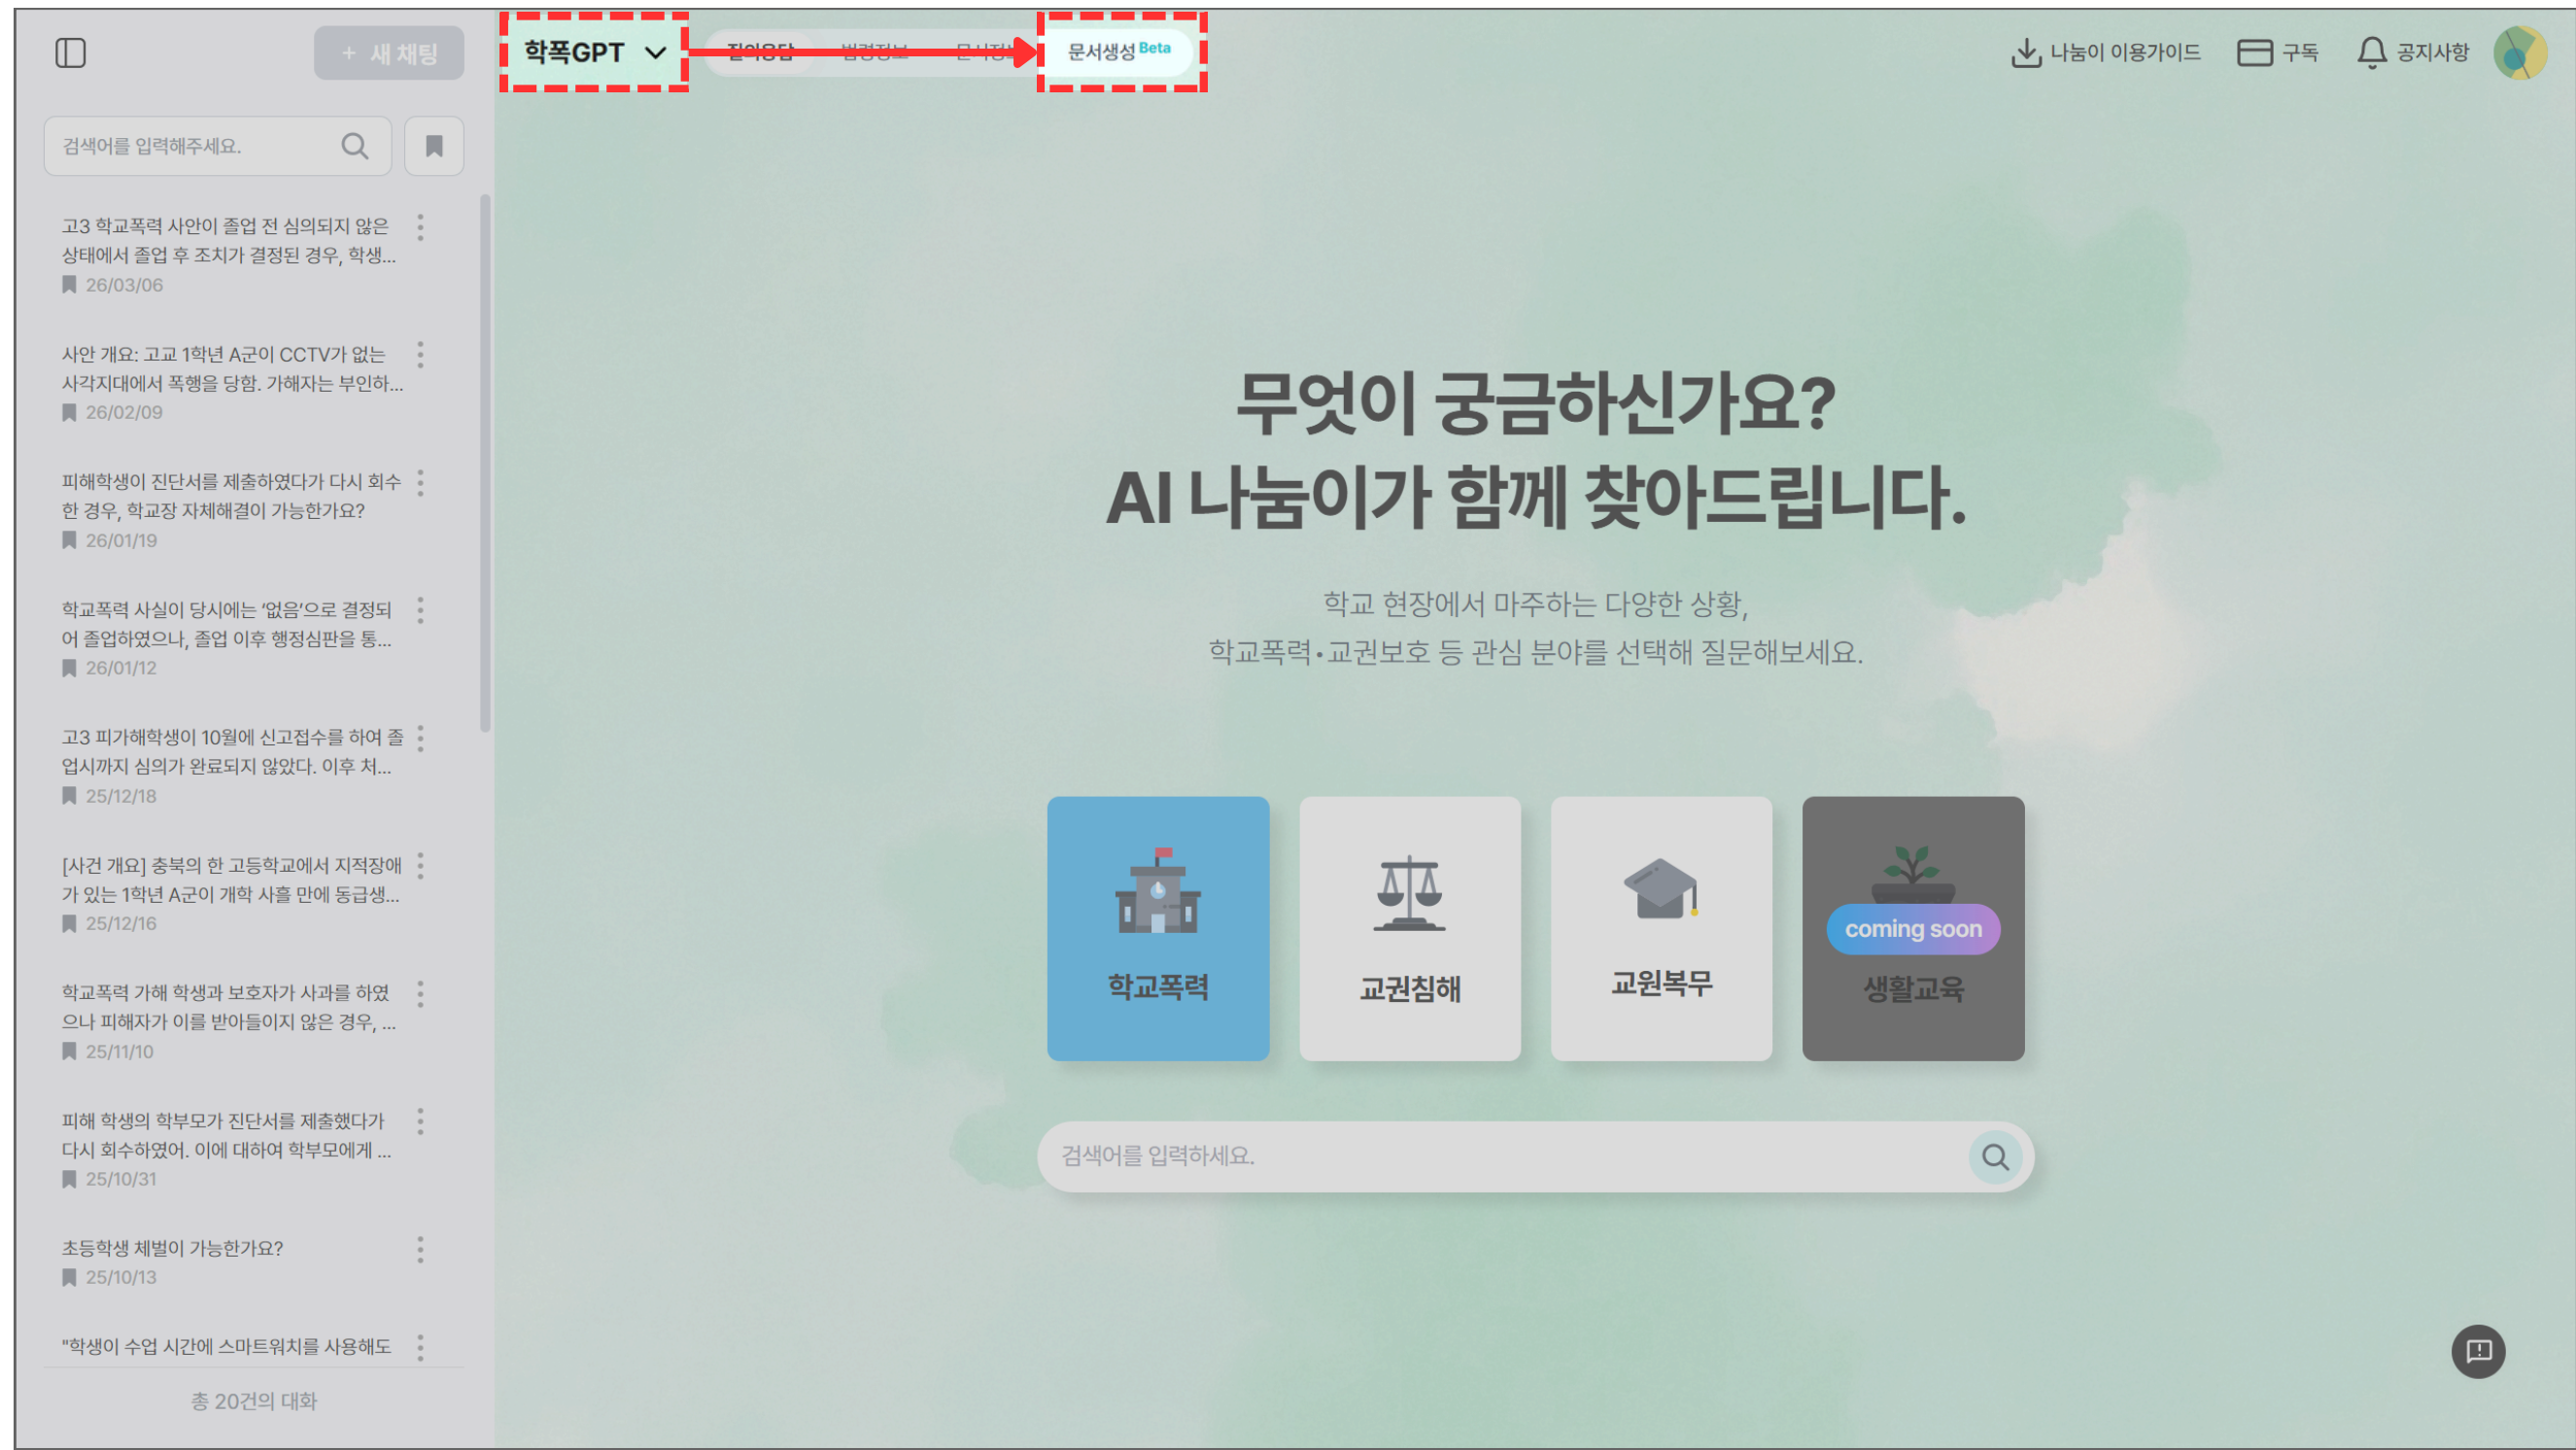 + 새 채팅
검색어를 입력해주세요.
고3 학교폭력 사안이 졸업 전 심의되지 않은
상태에서 졸업 후 조치가 결정된 경우, 학생...
26/03/06
사안 개요: 고교 1학년 A군이 CCTV가 없는
사각지대에서 폭행을 당함. 가해자는 부인하...
26/02/09
피해학생이 진단서를 제출하였다가 다시 회수
한 경우, 학교장 자체해결이 가능한가요?
26/01/19
학교폭력 사실이 당시에는 ‘없음’으로 결정되
어 졸업하였으나, 졸업 이후 행정심판을 통...
26/01/12
고3 피가해학생이 10월에 신고접수를 하여 졸
업시까지 심의가 완료되지 않았다. 이후 처...
25/12/18
[사건 개요] 충북의 한 고등학교에서 지적장애
가 있는 1학년 A군이 개학 사흘 만에 동급생...
25/12/16
학교폭력 가해 학생과 보호자가 사과를 하였
으나 피해자가 이를 받아들이지 않은 경우, ...
25/11/10
피해 학생의 학부모가 진단서를 제출했다가
다시 회수하였어. 이에 대하여 학부모에게 ...
25/10/31
초등학생 체벌이 가능한가요?
25/10/13
"학생이 수업 시간에 스마트워치를 사용해도
총 20건의 대화
학폭GPT
질의응답 법령정보
문서생성 Beta
나눔이 이용가이드 구독 공지사항
무엇이 궁금하신가요?
AI 나눔이가 함께 찾아드립니다.
학교 현장에서 마주하는 다양한 상황,
학교폭력•교권보호 등 관심 분야를 선택해 질문해보세요.
학교폭력
교권침해
교원복무
coming soon
생활교육
검색어를 입력하세요.